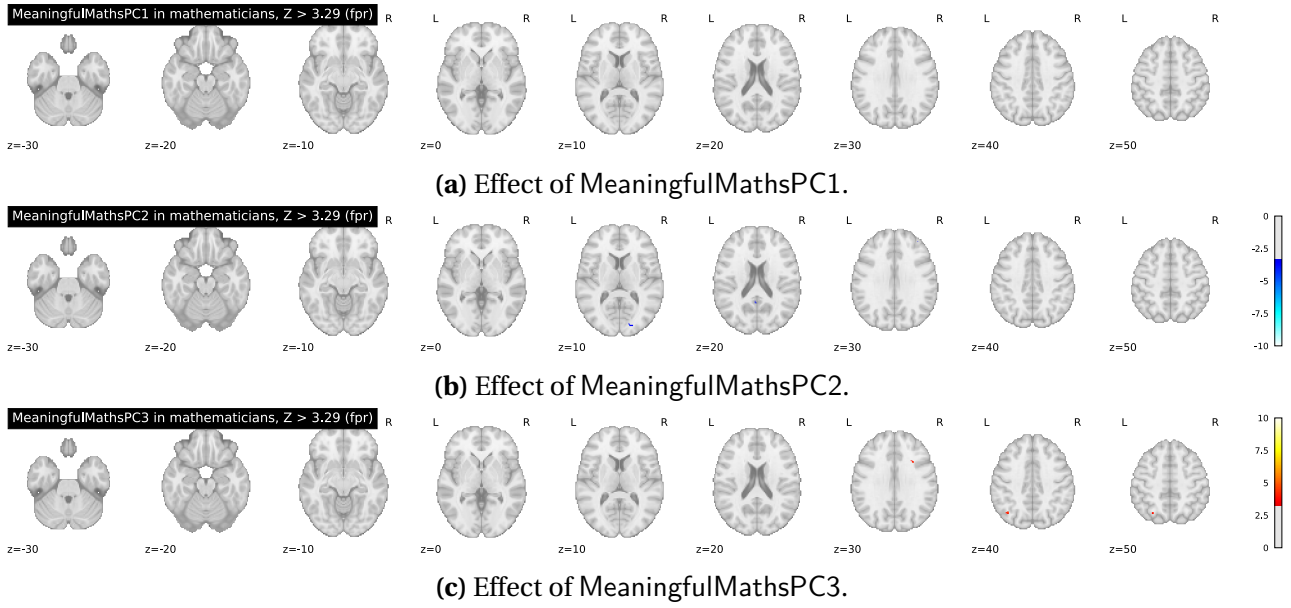 MeaningfulMathsPC1 in mathematicians, Z > 3.29 (fpr) R L R L R L R L R L R L R
z=-30 z=-20 z=-10 z=0 z=10 z=20 z=30 z=40 z=50
(a) Effect of MeaningfulMathsPC1.
MeaningfulMathsPC2 in mathematicians, Z > 3.29 (fpr) R L R L R L R L R L R L R
0
-2.5
-5
-7.5
-10
z=-30 z=-20 z=-10 z=0 z=10 z=20 z=30 z=40 z=50
(b) Effect of MeaningfulMathsPC2.
MeaningfulMathsPC3 in mathematicians, Z > 3.29 (fpr) R L R L R L R L R L R L R
10
7.5
5
2.5
0
z=-30 z=-20 z=-10 z=0 z=10 z=20 z=30 z=40 z=50
(c) Effect of MeaningfulMathsPC3.